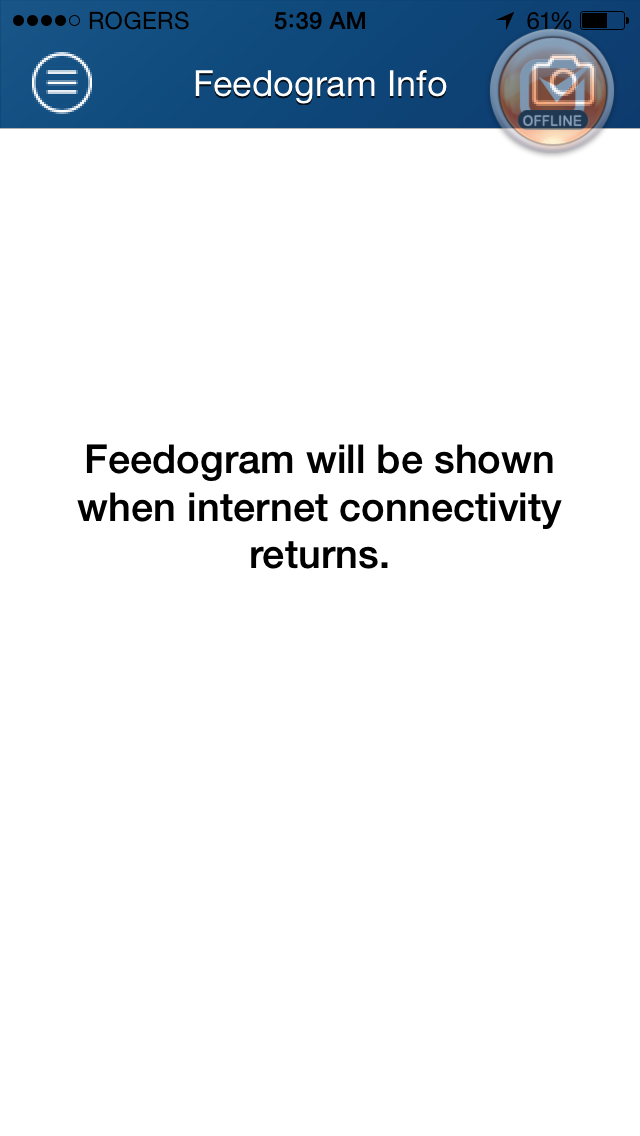 ROGERS 5:39 AM 61%
Feedogram Info
OFFLINE
Feedogram will be shown
when internet connectivity
returns.